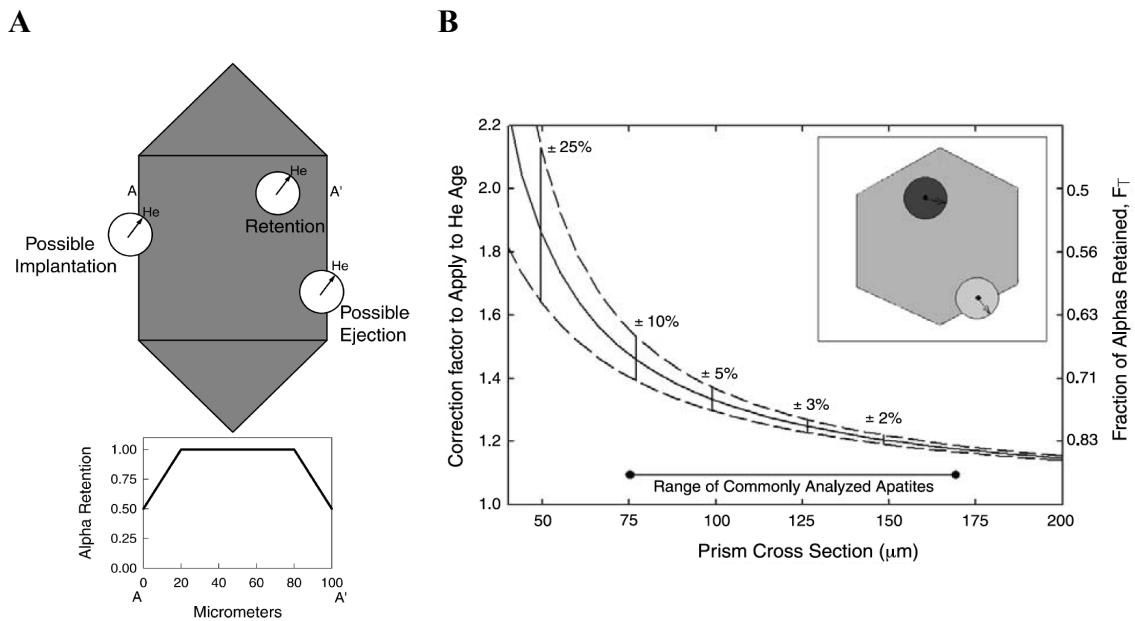 A
He
A
A'
He
Retention
Possible
Implantation
He
Possible
Ejection
Alpha Retention
1.00
0.75
0.50
0.25
0.00
0
20
40
60
80
100
A
A'
Micrometers
B
Correction factor to Apply to He Age
2.2
2.0
1.8
1.6
1.4
1.2
1.0
± 25%
± 10%
± 5%
± 3%
± 2%
Range of Commonly Analyzed Apatites
50
75
100
125
150
175
200
Prism Cross Section (μm)
0.5
0.56
0.63
0.71
0.83
Fraction of Alphas Retained, F⊤